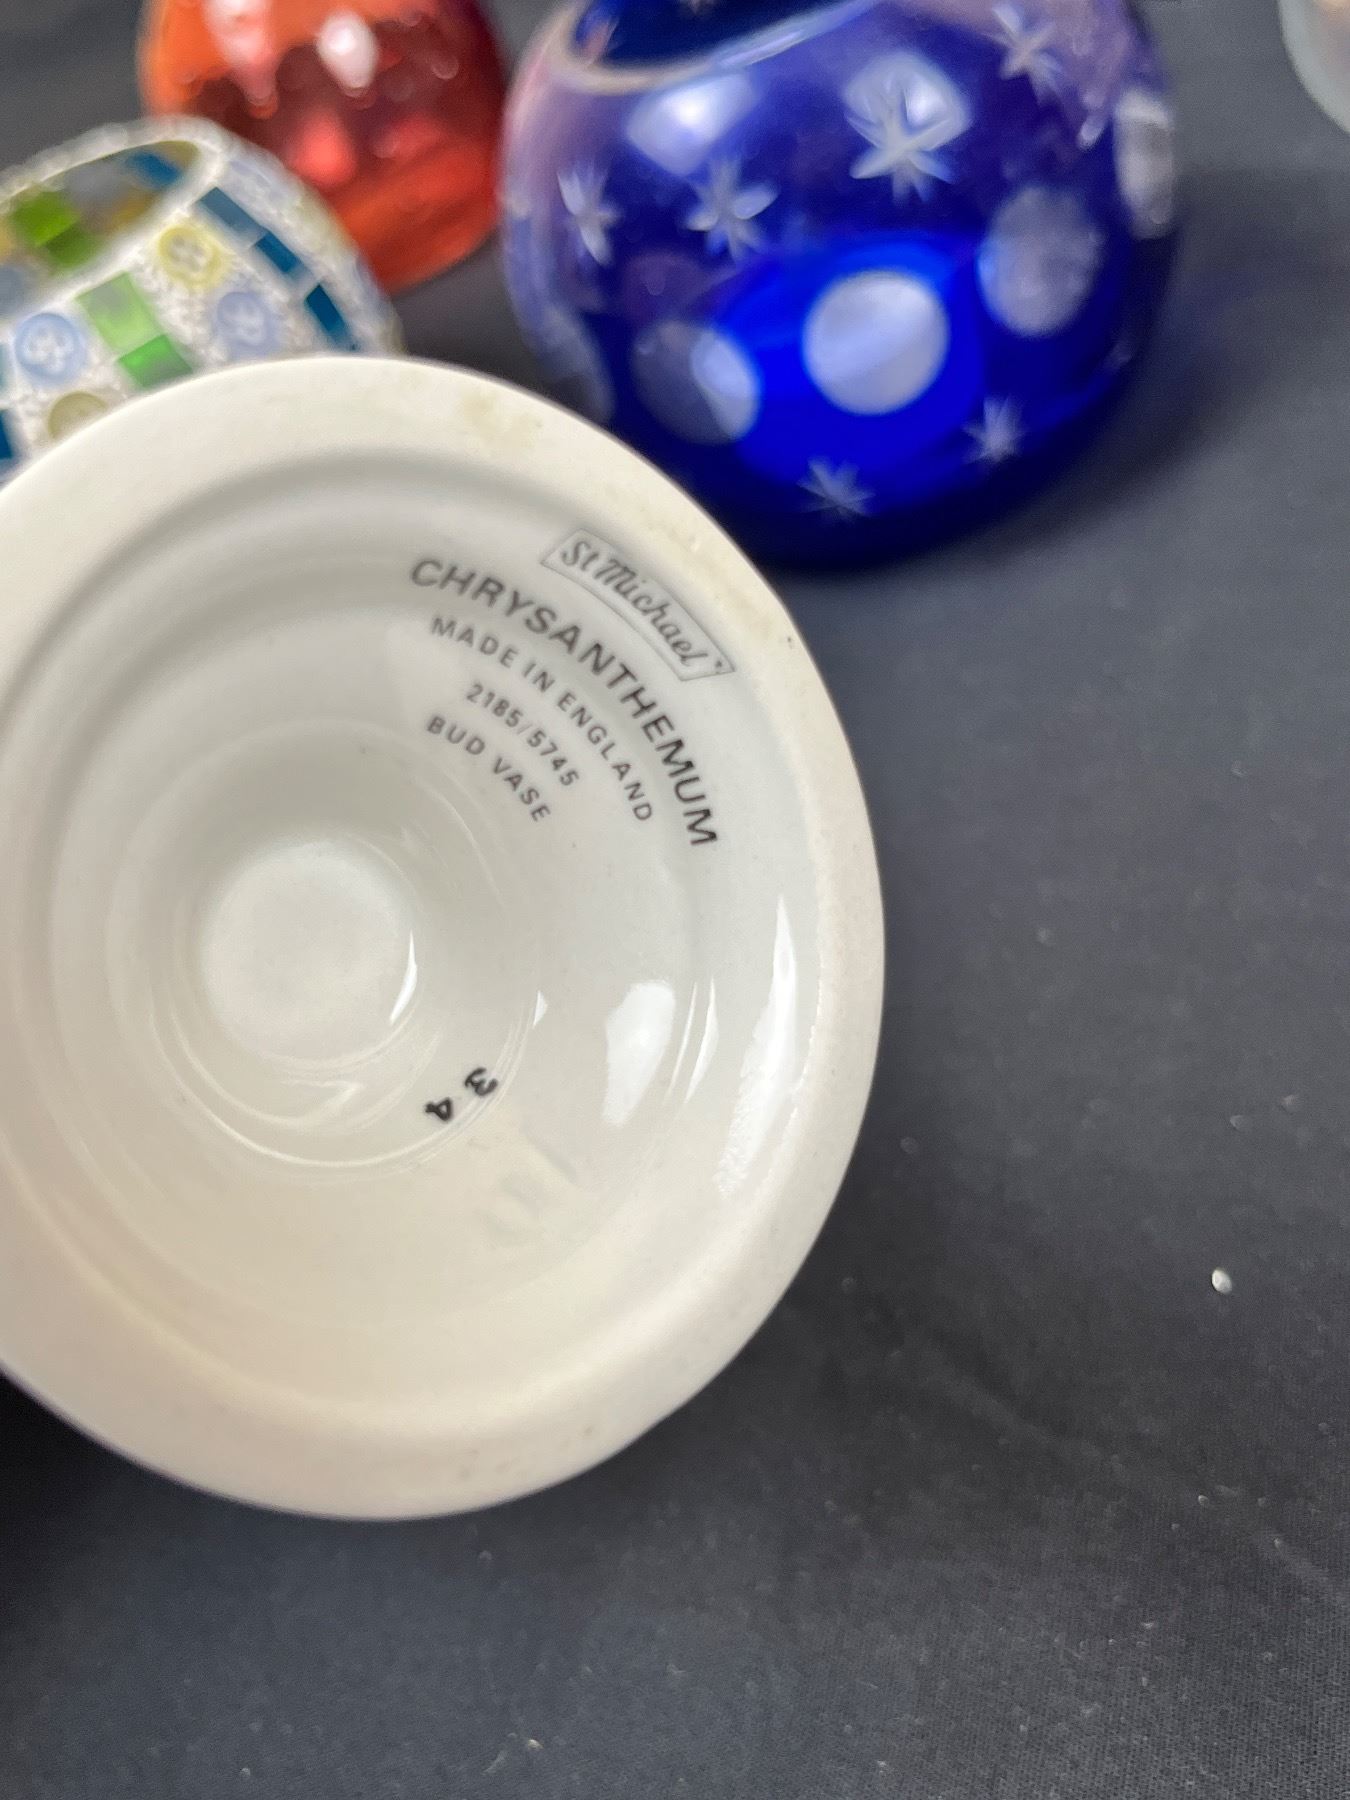 St Michael
CHRYSANTHEMUM
MADE IN ENGLAND
2185/5745
BUD VASE
34